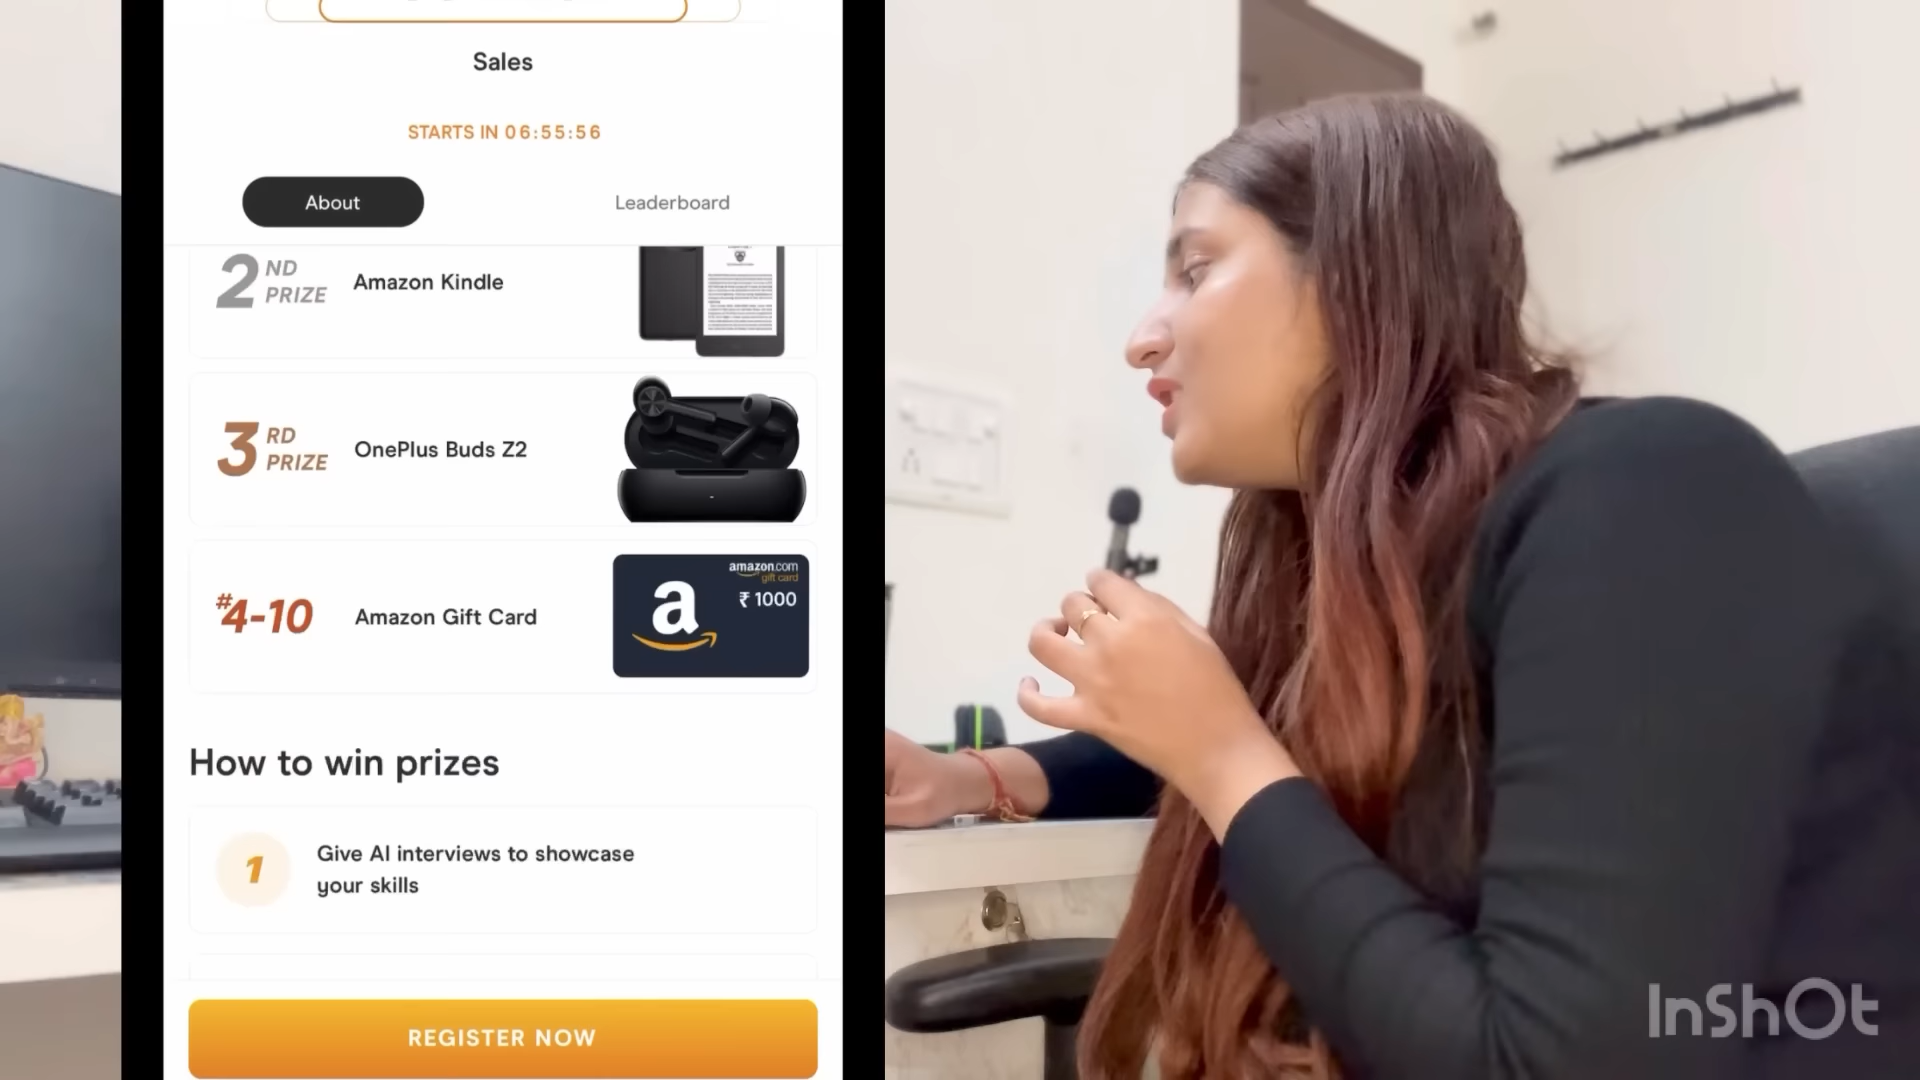 Sales
STARTS IN 06:55:56
About
Leaderboard
2 ND PRIZE
Amazon Kindle
3 RD PRIZE
OnePlus Buds Z2
#4-10
Amazon Gift Card
amazon.com
gift card
₹ 1000
a
How to win prizes
1
Give AI interviews to showcase
your skills
REGISTER NOW
InShOt